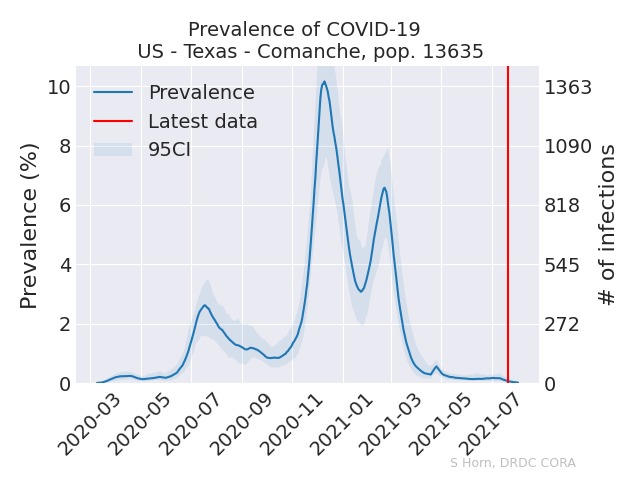 Prevalence of COVID-19
US - Texas - Comanche, pop. 13635
Prevalence
Latest data
95CI
Prevalence (%)
10
8
6
4
2
0
1363
1090
818
545
272
0
# of infections
2020-03
2020-05
2020-07
2020-09
2020-11
2021-01
2021-03
2021-05
2021-07
S Horn, DRDC CORA